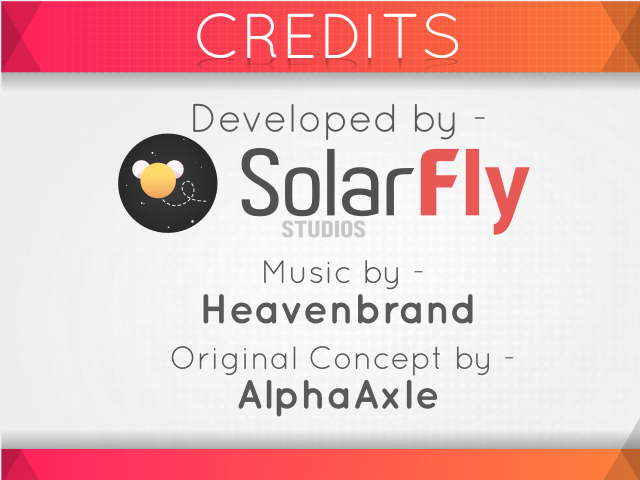 CREDITS
Developed by -
SolarFly
STUDIOS
Music by -
Heavenbrand
Original Concept by -
AlphaAxle